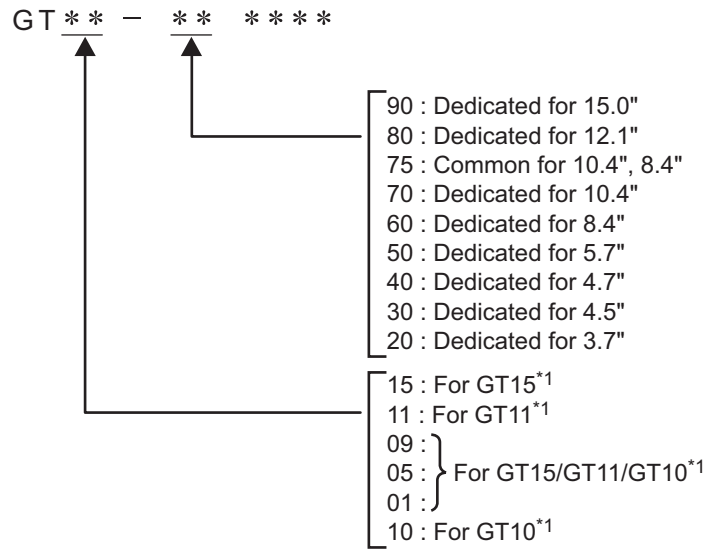 GT** − ** ****
90 : Dedicated for 15.0"
80 : Dedicated for 12.1"
75 : Common for 10.4", 8.4"
70 : Dedicated for 10.4"
60 : Dedicated for 8.4"
50 : Dedicated for 5.7"
40 : Dedicated for 4.7"
30 : Dedicated for 4.5"
20 : Dedicated for 3.7"
15 : For GT15*1
11 : For GT11*1
09 :
05 : For GT15/GT11/GT10*1
01 :
10 : For GT10*1